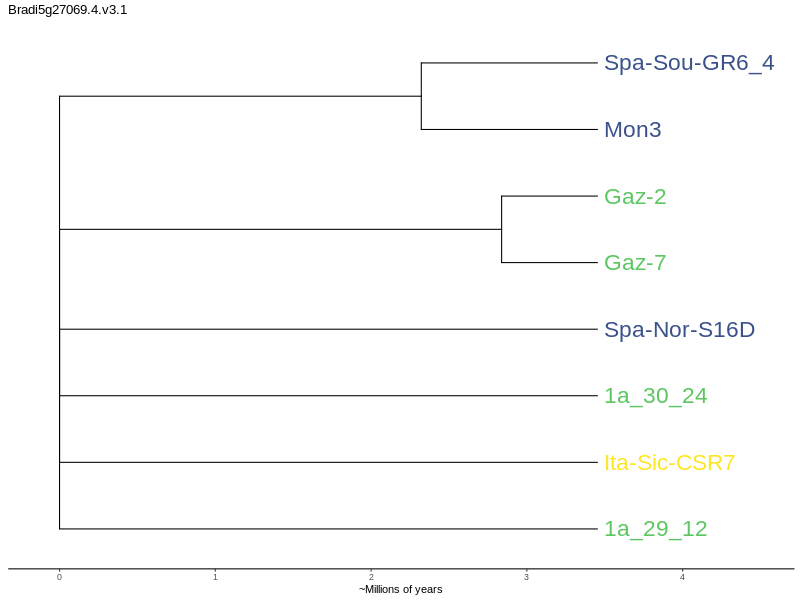 Bradi5g27069.4.v3.1
Spa-Sou-GR6_4
Mon3
Gaz-2
Gaz-7
Spa-Nor-S16D
1a_30_24
Ita-Sic-CSR7
1a_29_12
0 1 2 3 4
~Millions of years